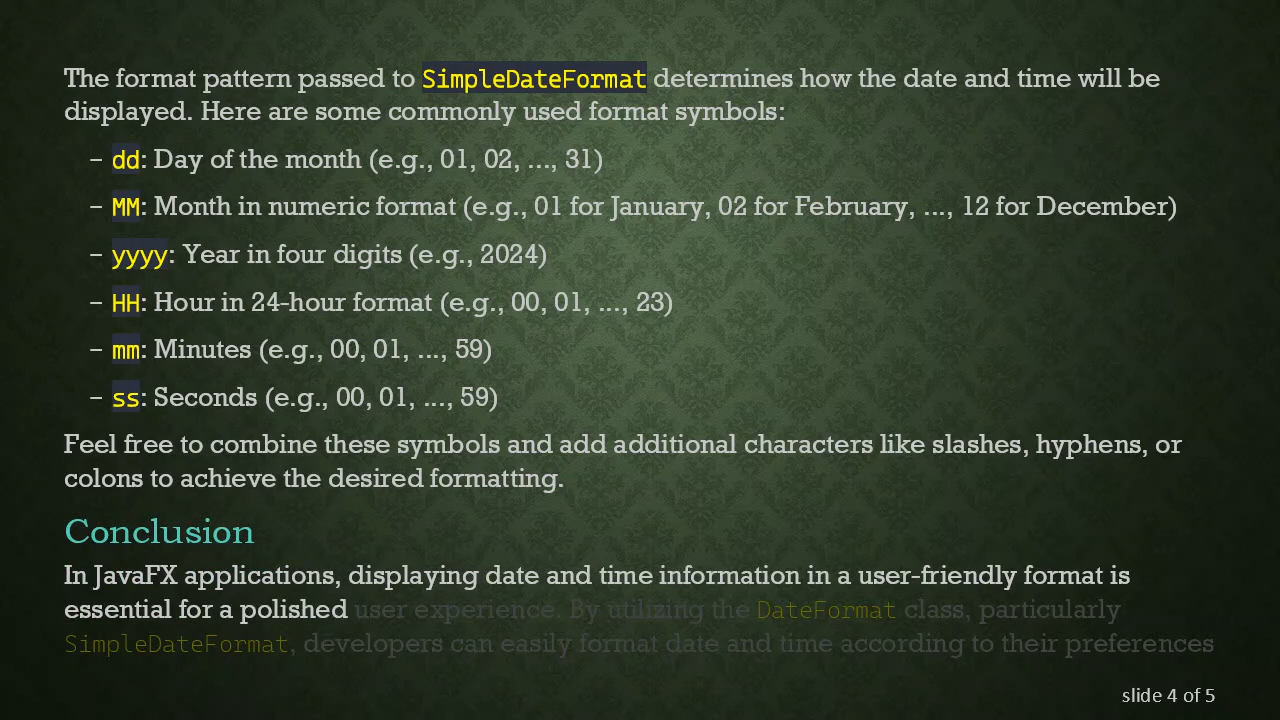 The format pattern passed to SimpleDateFormat determines how the date and time will be
displayed. Here are some commonly used format symbols:
– dd: Day of the month (e.g., 01, 02, ..., 31)
– MM: Month in numeric format (e.g., 01 for January, 02 for February, ..., 12 for December)
– yyyy: Year in four digits (e.g., 2024)
– HH: Hour in 24-hour format (e.g., 00, 01, ..., 23)
– mm: Minutes (e.g., 00, 01, ..., 59)
– ss: Seconds (e.g., 00, 01, ..., 59)
Feel free to combine these symbols and add additional characters like slashes, hyphens, or
colons to achieve the desired formatting.
Conclusion
In JavaFX applications, displaying date and time information in a user-friendly format is
essential for a polished user experience. By utilizing the DateFormat class, particularly
SimpleDateFormat, developers can easily format date and time according to their preferences
slide 4 of 5